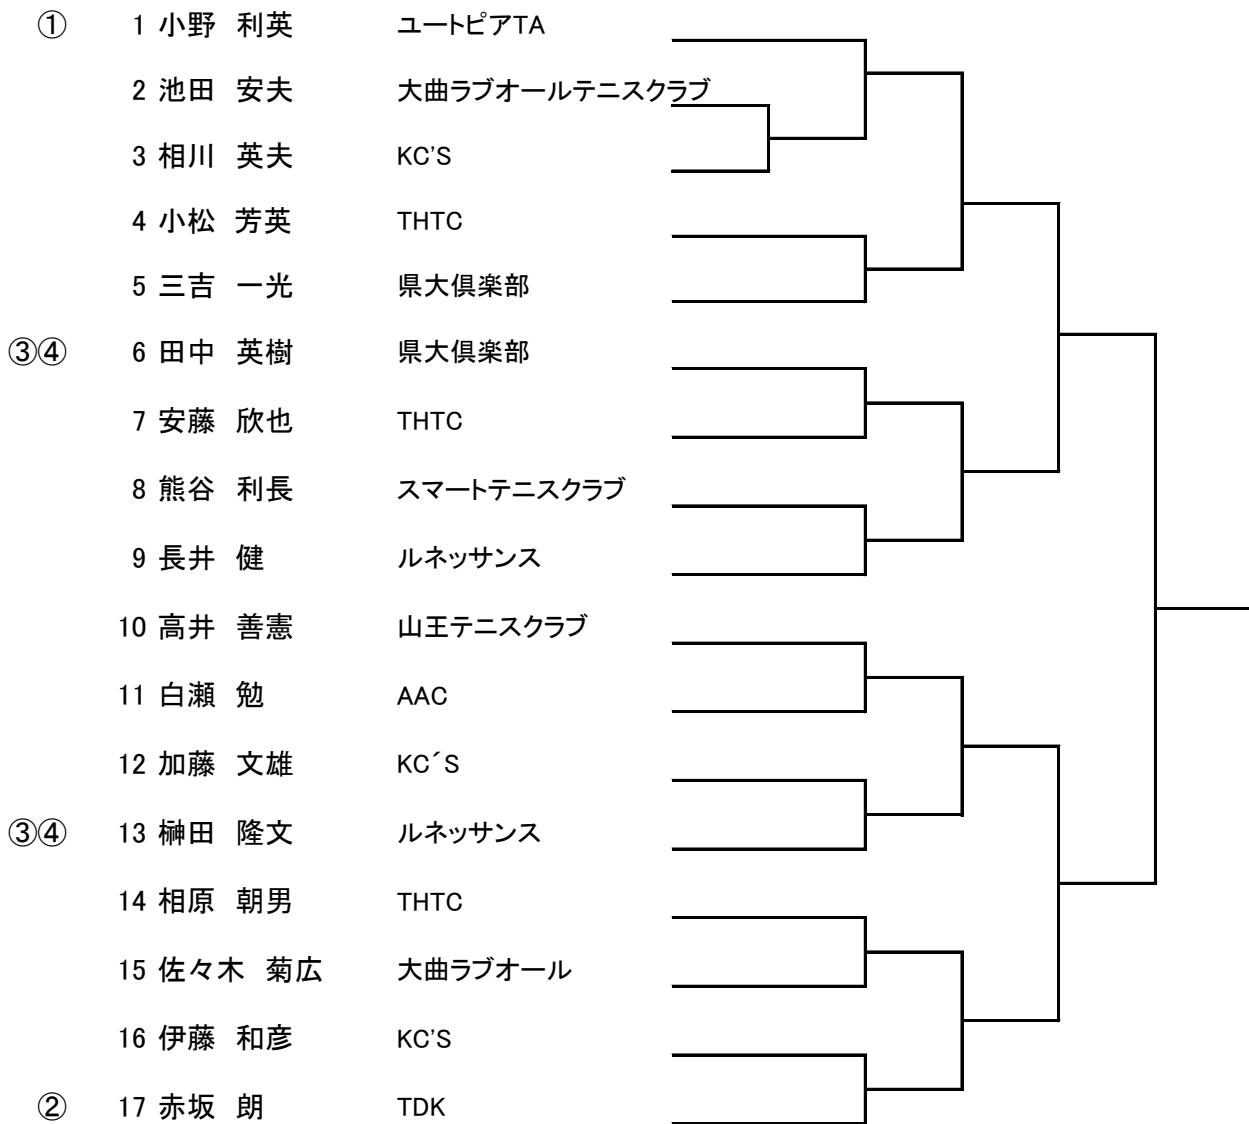 ① 1 小野 利英 ユートピアTA
2 池田 安夫 大曲ラブオールテニスクラブ
3 相川 英夫 KC'S
4 小松 芳英 THTC
5 三吉 一光 県大倶楽部
③④ 6 田中 英樹 県大倶楽部
7 安藤 欣也 THTC
8 熊谷 利長 スマートテニスクラブ
9 長井 健 ルネッサンス
10 高井 善憲 山王テニスクラブ
11 白瀬 勉 AAC
12 加藤 文雄 KC´S
③④ 13 榊田 隆文 ルネッサンス
14 相原 朝男 THTC
15 佐々木 菊広 大曲ラブオール
16 伊藤 和彦 KC'S
② 17 赤坂 朗 TDK